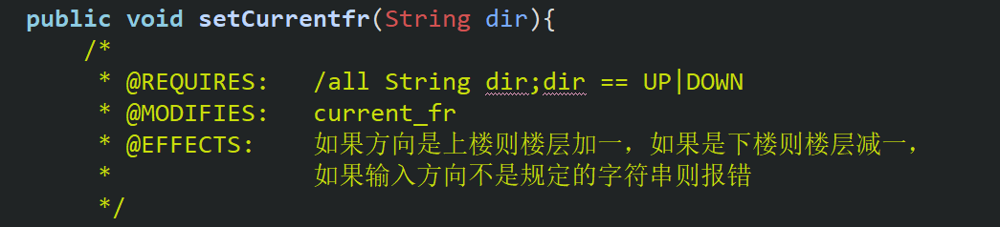 public void setCurrentfr(String dir){
/*
* @REQUIRES: /all String dir;dir == UP|DOWN
* @MODIFIES: current_fr
* @EFFECTS: 如果方向是上楼则楼层加一，如果是下楼则楼层减一，
* 如果输入方向不是规定的字符串则报错
*/